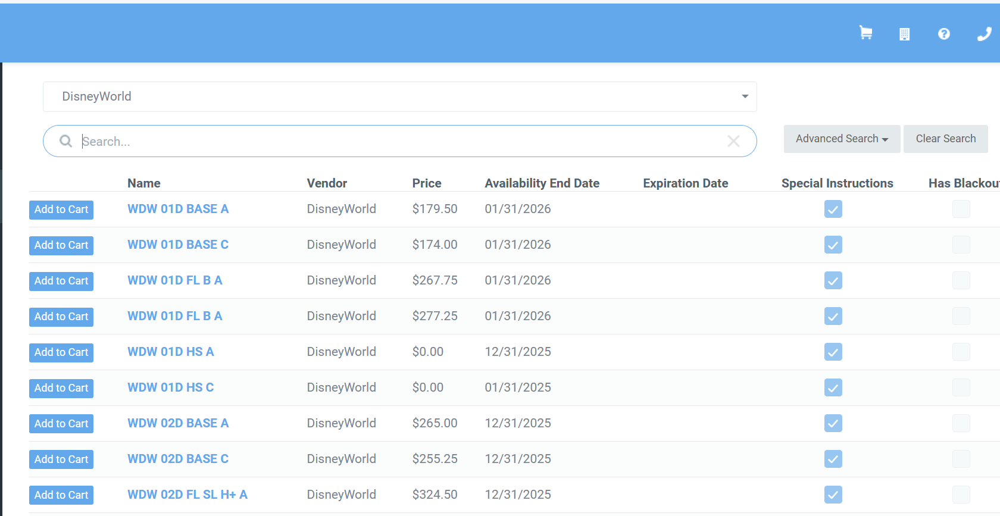 DisneyWorld
Search...
Advanced Search
Clear Search
Name Vendor Price Availability End Date Expiration Date Special Instructions Has Blackou
Add to Cart WDW 01D BASE A DisneyWorld $179.50 01/31/2026
Add to Cart WDW 01D BASE C DisneyWorld $174.00 01/31/2026
Add to Cart WDW 01D FL B A DisneyWorld $267.75 01/31/2026
Add to Cart WDW 01D FL B A DisneyWorld $277.25 01/31/2026
Add to Cart WDW 01D HS A DisneyWorld $0.00 12/31/2025
Add to Cart WDW 01D HS C DisneyWorld $0.00 01/31/2025
Add to Cart WDW 02D BASE A DisneyWorld $265.00 12/31/2025
Add to Cart WDW 02D BASE C DisneyWorld $255.25 12/31/2025
Add to Cart WDW 02D FL SL H+ A DisneyWorld $324.50 12/31/2025